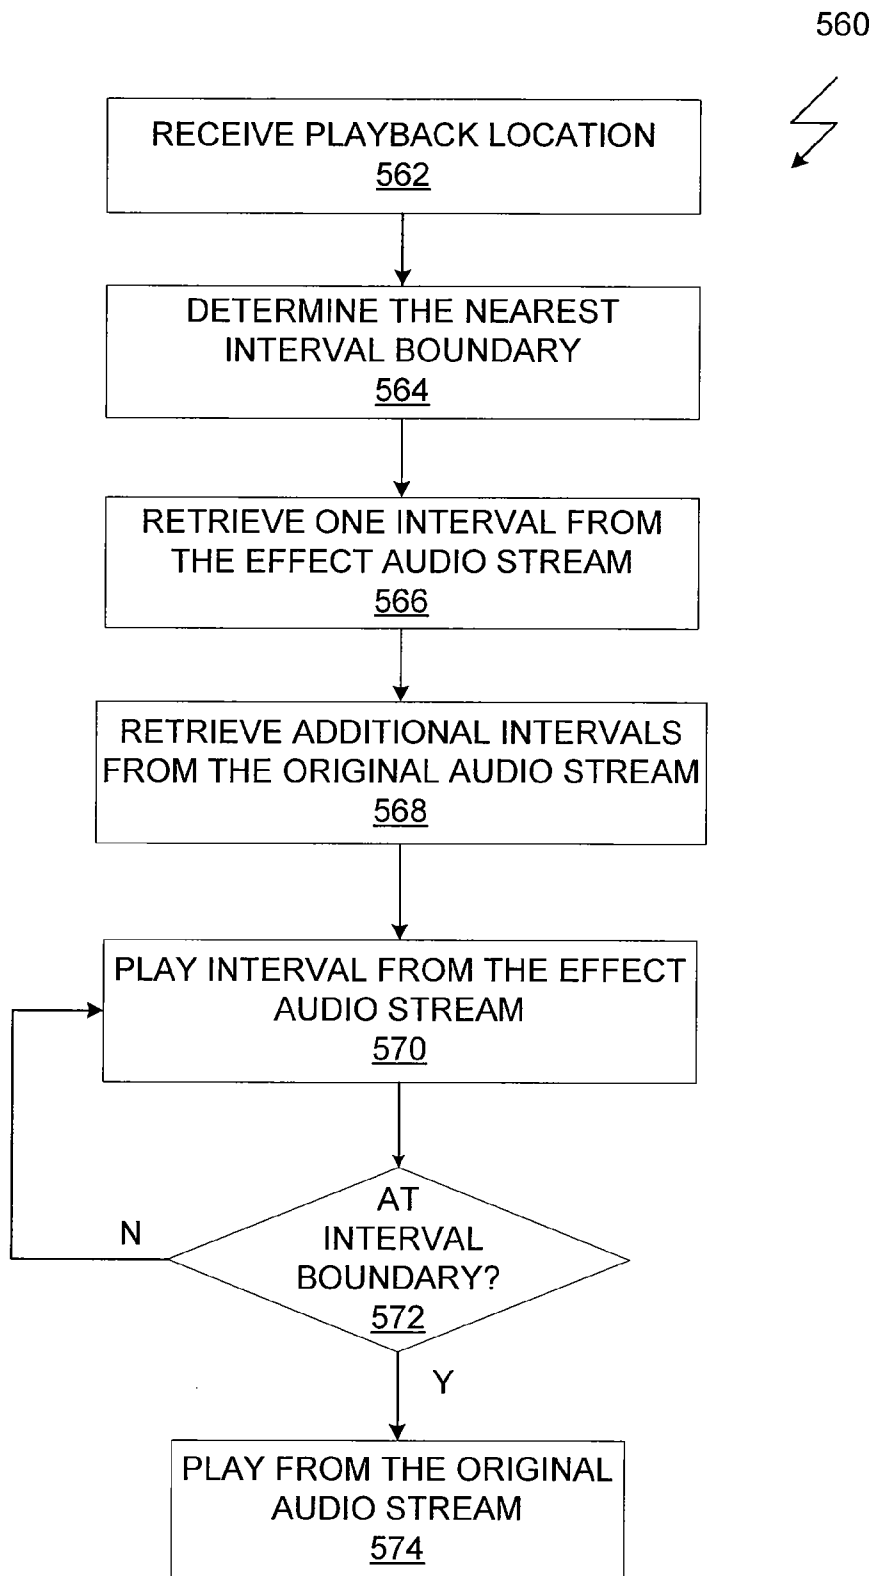 560
RECEIVE PLAYBACK LOCATION
562
DETERMINE THE NEAREST
INTERVAL BOUNDARY
564
RETRIEVE ONE INTERVAL FROM
THE EFFECT AUDIO STREAM
566
RETRIEVE ADDITIONAL INTERVALS
FROM THE ORIGINAL AUDIO STREAM
568
PLAY INTERVAL FROM THE EFFECT
AUDIO STREAM
570
N
AT
INTERVAL
BOUNDARY?
572
Y
PLAY FROM THE ORIGINAL
AUDIO STREAM
574